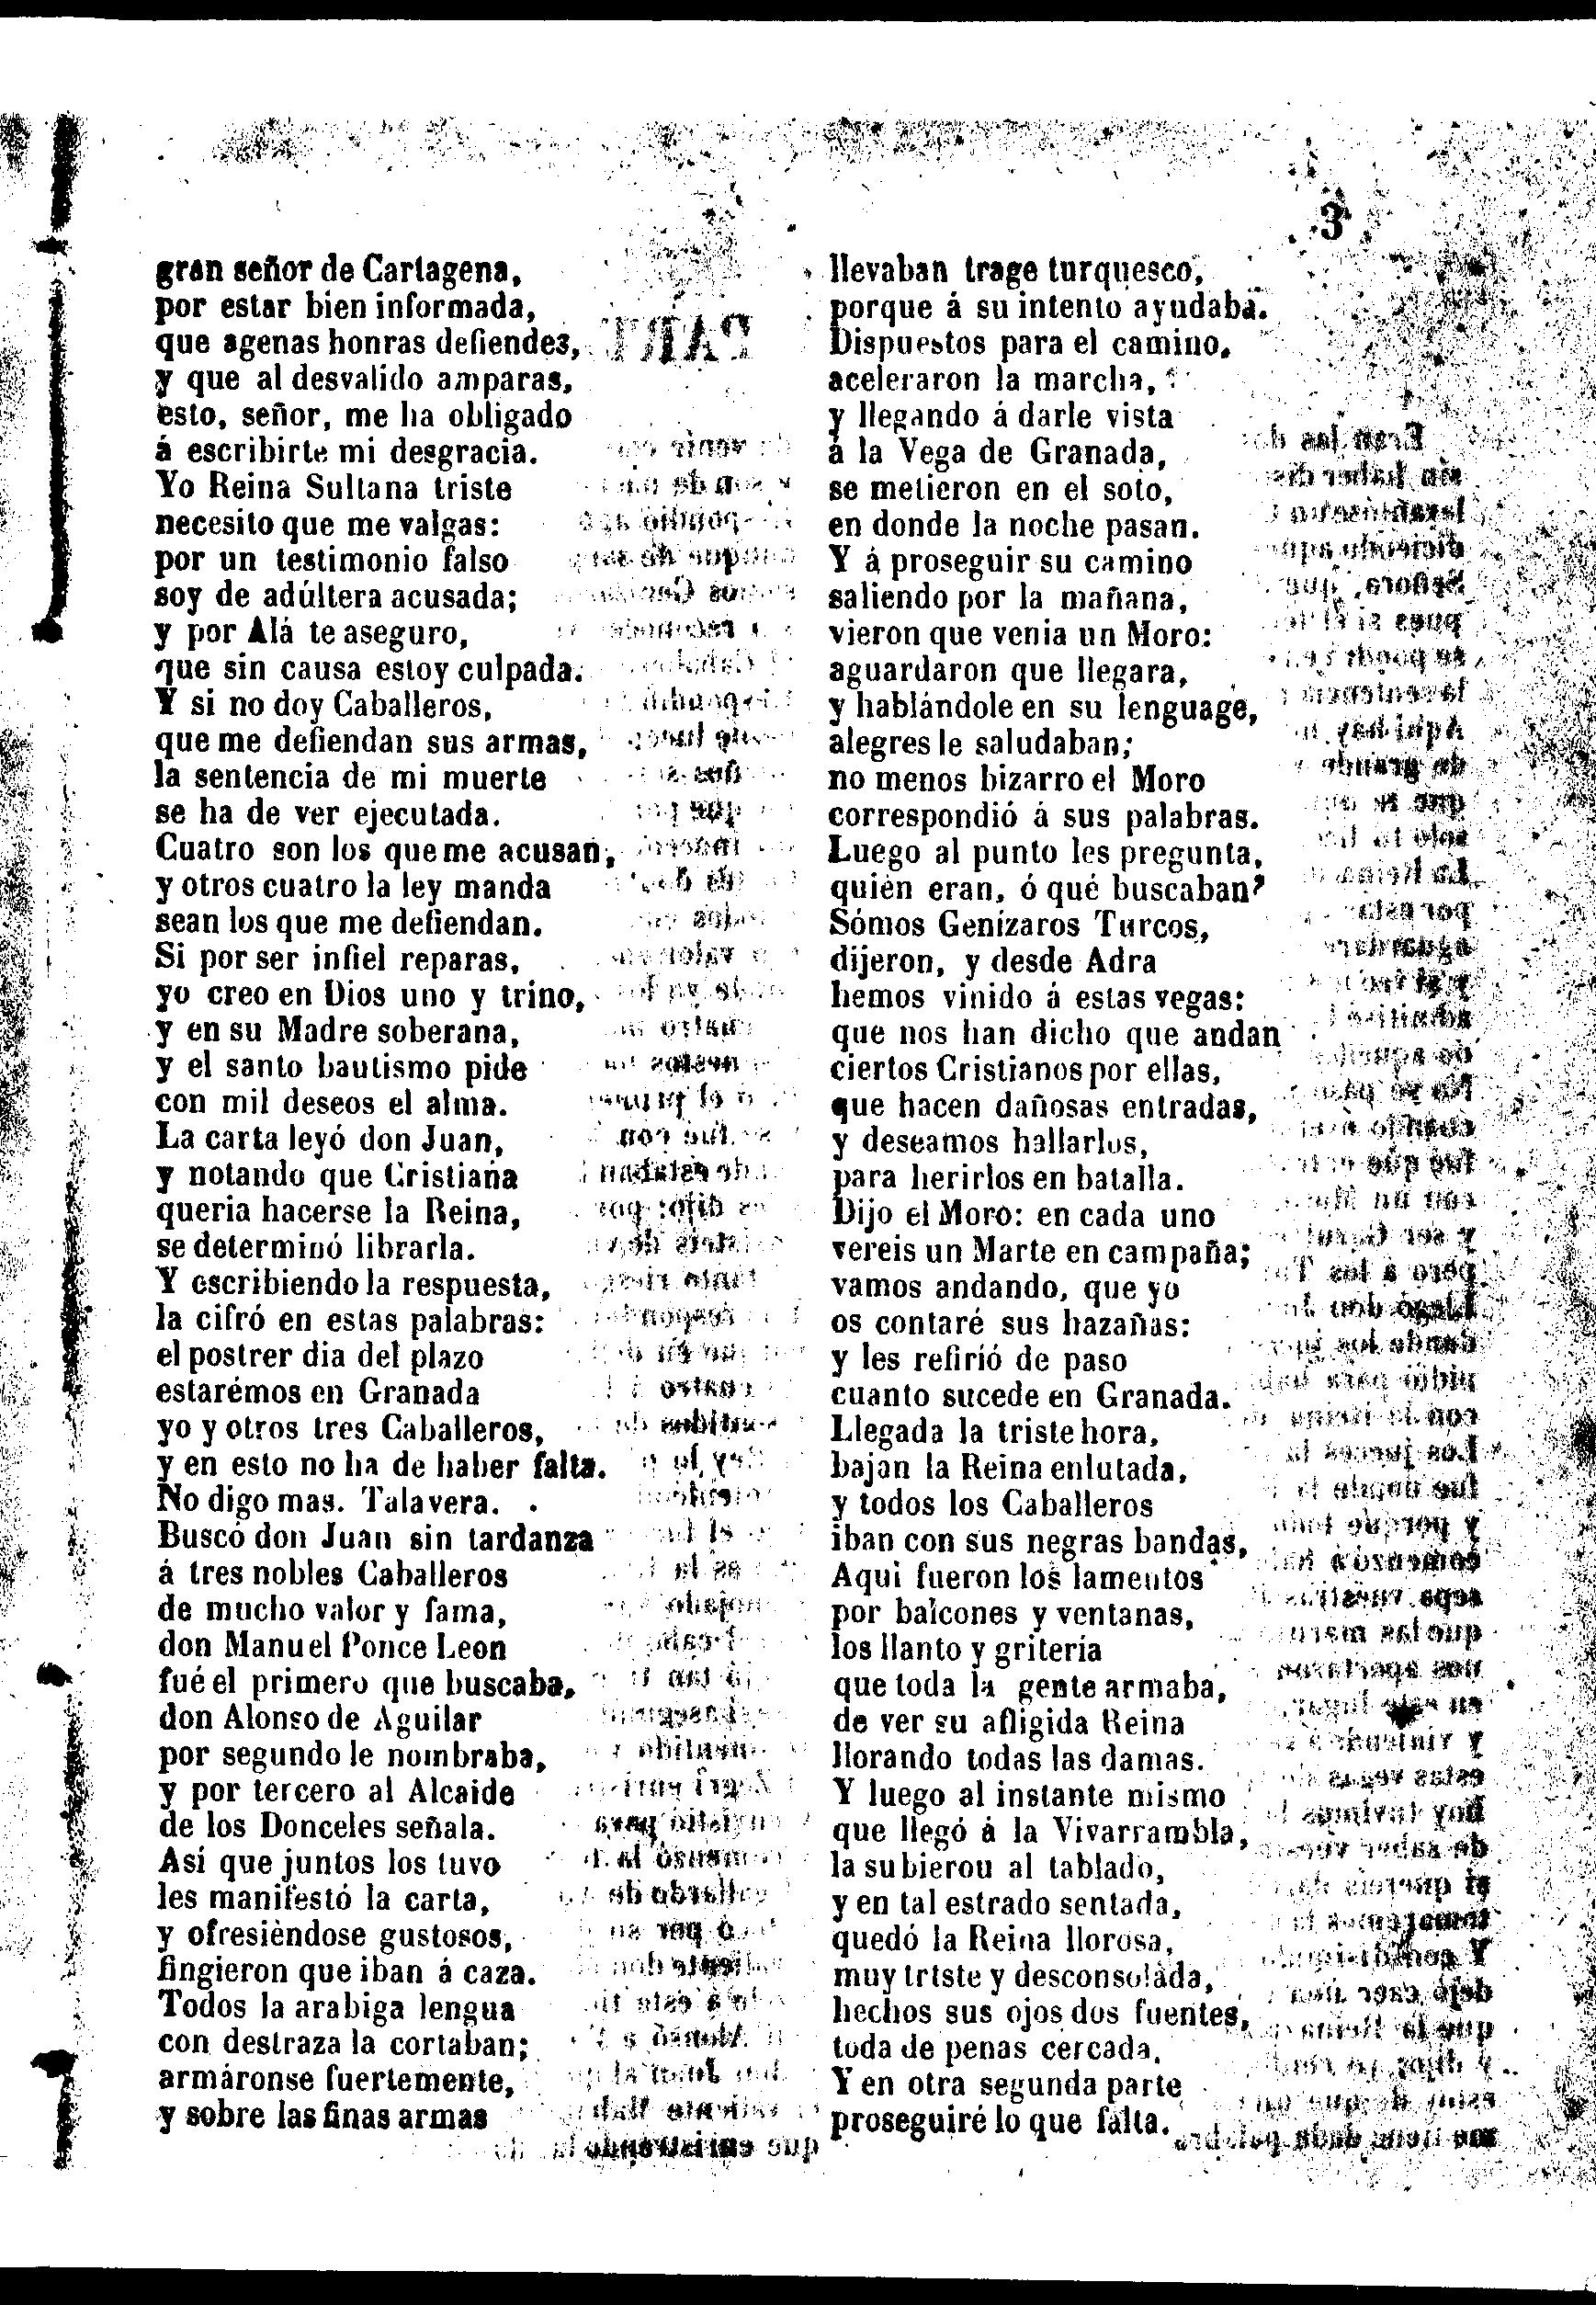 3
gran señor de Cartagena,
por estar bien informada,
que agenas honras defiendes,
y que al desvalido amparas,
esto, señor, me ha obligado
á escribirte mi desgracia.
Yo Reina Sultana triste
necesito que me valgas:
por un testimonio falso
soy de adúltera acusada;
y por Alá te aseguro,
que sin causa estoy culpada.
Y si no doy Caballeros,
que me defiendan sus armas,
la sentencia de mi muerte
se ha de ver ejecutada.
Cuatro son los que me acusan,
y otros cuatro la ley manda
sean los que me defiendan.
Si por ser infiel reparas,
yo creo en Dios uno y trino,
y en su Madre soberana,
y el santo bautismo pide
con mil deseos el alma.
La carta leyó don Juan,
y notando que Cristiana
queria hacerse la Reina,
se determinó librarla.
Y escribiendo la respuesta,
la cifró en estas palabras:
el postrer dia del plazo
estarémos en Granada
yo y otros tres Caballeros,
y en esto no ha de haber falta.
No digo mas. Talavera.
Buscó don Juan sin tardanza
á tres nobles Caballeros
de mucho valor y fama,
don Manuel Ponce Leon
fué el primero que buscaba,
don Alonso de Aguilar
por segundo le nombraba,
y por tercero al Alcaide
de los Donceles señala.
Así que juntos los tuvo
les manifestó la carta,
y ofresiéndose gustosos,
fingieron que iban á caza.
Todos la arabiga lengua
con destraza la cortaban;
armáronse fuertemente,
y sobre las finas armas
llevaban trage turquesco,
porque á su intento ayudaba.
Dispuestos para el camino,
aceleraron la marcha,
y llegando á darle vista
á la Vega de Granada,
se metieron en el soto,
en donde la noche pasan.
Y á proseguir su camino
saliendo por la mañana,
vieron que venia un Moro:
aguardaron que llegara,
y hablándole en su lenguage,
alegres le saludaban;
no menos bizarro el Moro
correspondió á sus palabras.
Luego al punto les pregunta,
quién eran, ó qué buscaban?
Sómos Genízaros Turcos,
dijeron, y desde Adra
hemos vinido á estas vegas:
que nos han dicho que andan
ciertos Cristianos por ellas,
que hacen dañosas entradas,
y deseamos hallarlos,
para herirlos en batalla.
Dijo el Moro: en cada uno
vereis un Marte en campaña;
vamos andando, que yo
os contaré sus hazañas:
y les refirió de paso
cuanto sucede en Granada.
Llegada la triste hora,
bajan la Reina enlutada,
y todos los Caballeros
iban con sus negras bandas,
Aqui fueron los lamentos
por balcones y ventanas,
los llanto y gritería
que toda la gente armaba,
de ver su afligida Reina
llorando todas las damas.
Y luego al instante mismo
que llegó á la Vivarrambla,
la subierou al tablado,
y en tal estrado sentada,
quedó la Reina llorosa,
muy triste y desconsolada,
hechos sus ojos dos fuentes,
toda de penas cercada.
Y en otra segunda parte
proseguiré lo que falta.